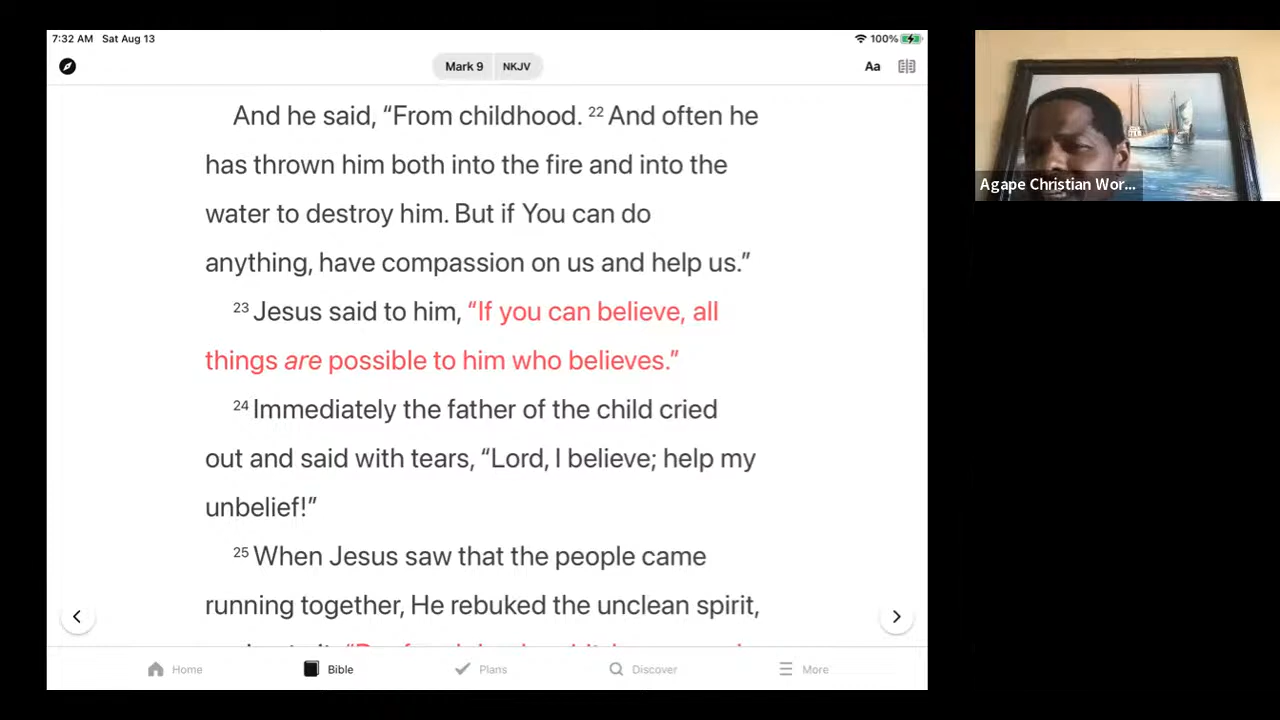 7:32 AM Sat Aug 13
100%
Mark 9 NKJV
Aa
And he said, “From childhood. 22 And often he
has thrown him both into the fire and into the
water to destroy him. But if You can do
anything, have compassion on us and help us.”
23 Jesus said to him, “If you can believe, all
things are possible to him who believes.”
24 Immediately the father of the child cried
out and said with tears, “Lord, I believe; help my
unbelief!”
25 When Jesus saw that the people came
running together, He rebuked the unclean spirit,
Home Bible Plans Discover More
Agape Christian Wor...